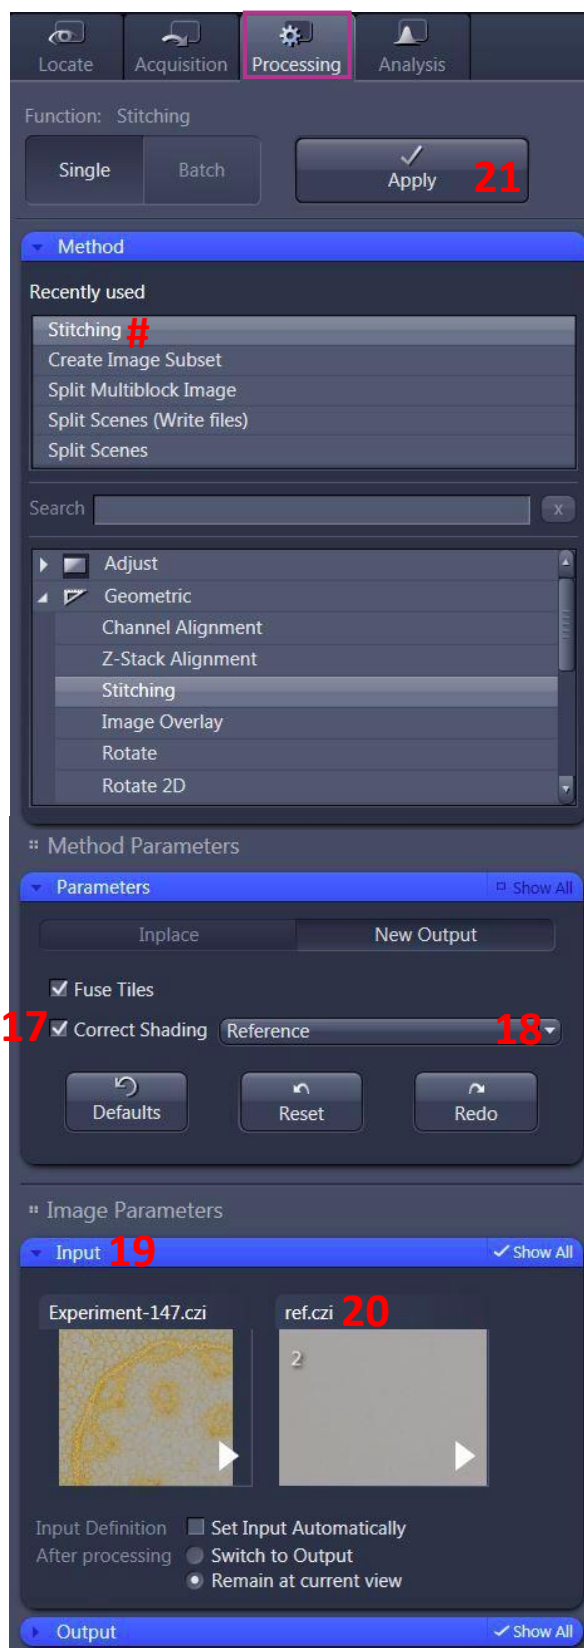 Locate Acquisition Processing Analysis
Function: Stitching
Single Batch Apply 21
Method
Recently used
Stitching #
Create Image Subset
Split Multiblock Image
Split Scenes (Write files)
Split Scenes
Search x
Adjust
Geometric
Channel Alignment
Z-Stack Alignment
Stitching
Image Overlay
Rotate
Rotate 2D
Method Parameters
Parameters Show All
Inplace New Output
Fuse Tiles
17 Correct Shading Reference 18
Defaults Reset Redo
Image Parameters
Input 19 Show All
Experiment-147.czi ref.czi 20
2
Input Definition Set Input Automatically
After processing Switch to Output
Remain at current view
Output Show All